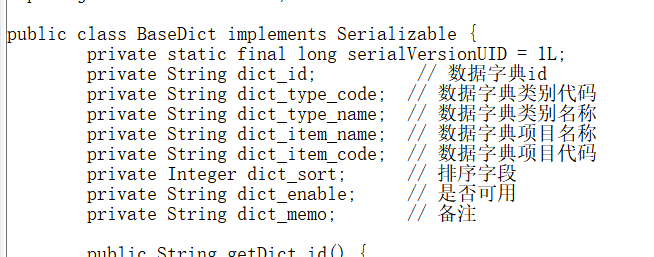 public class BaseDict implements Serializable {
private static final long serialVersionUID = 1L;
private String dict_id; // 数据字典id
private String dict_type_code; // 数据字典类别代码
private String dict_type_name; // 数据字典类别名称
private String dict_item_name; // 数据字典项目名称
private String dict_item_code; // 数据字典项目代码
private Integer dict_sort; // 排序字段
private String dict_enable; // 是否可用
private String dict_memo; // 备注
public String getDict_id() {